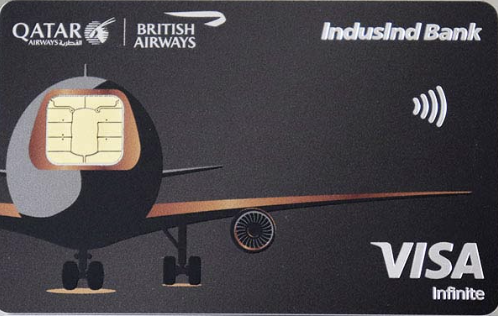 QATAR
AIRWAYS القطرية
BRITISH
AIRWAYS
IndusInd Bank
VISA
Infinite